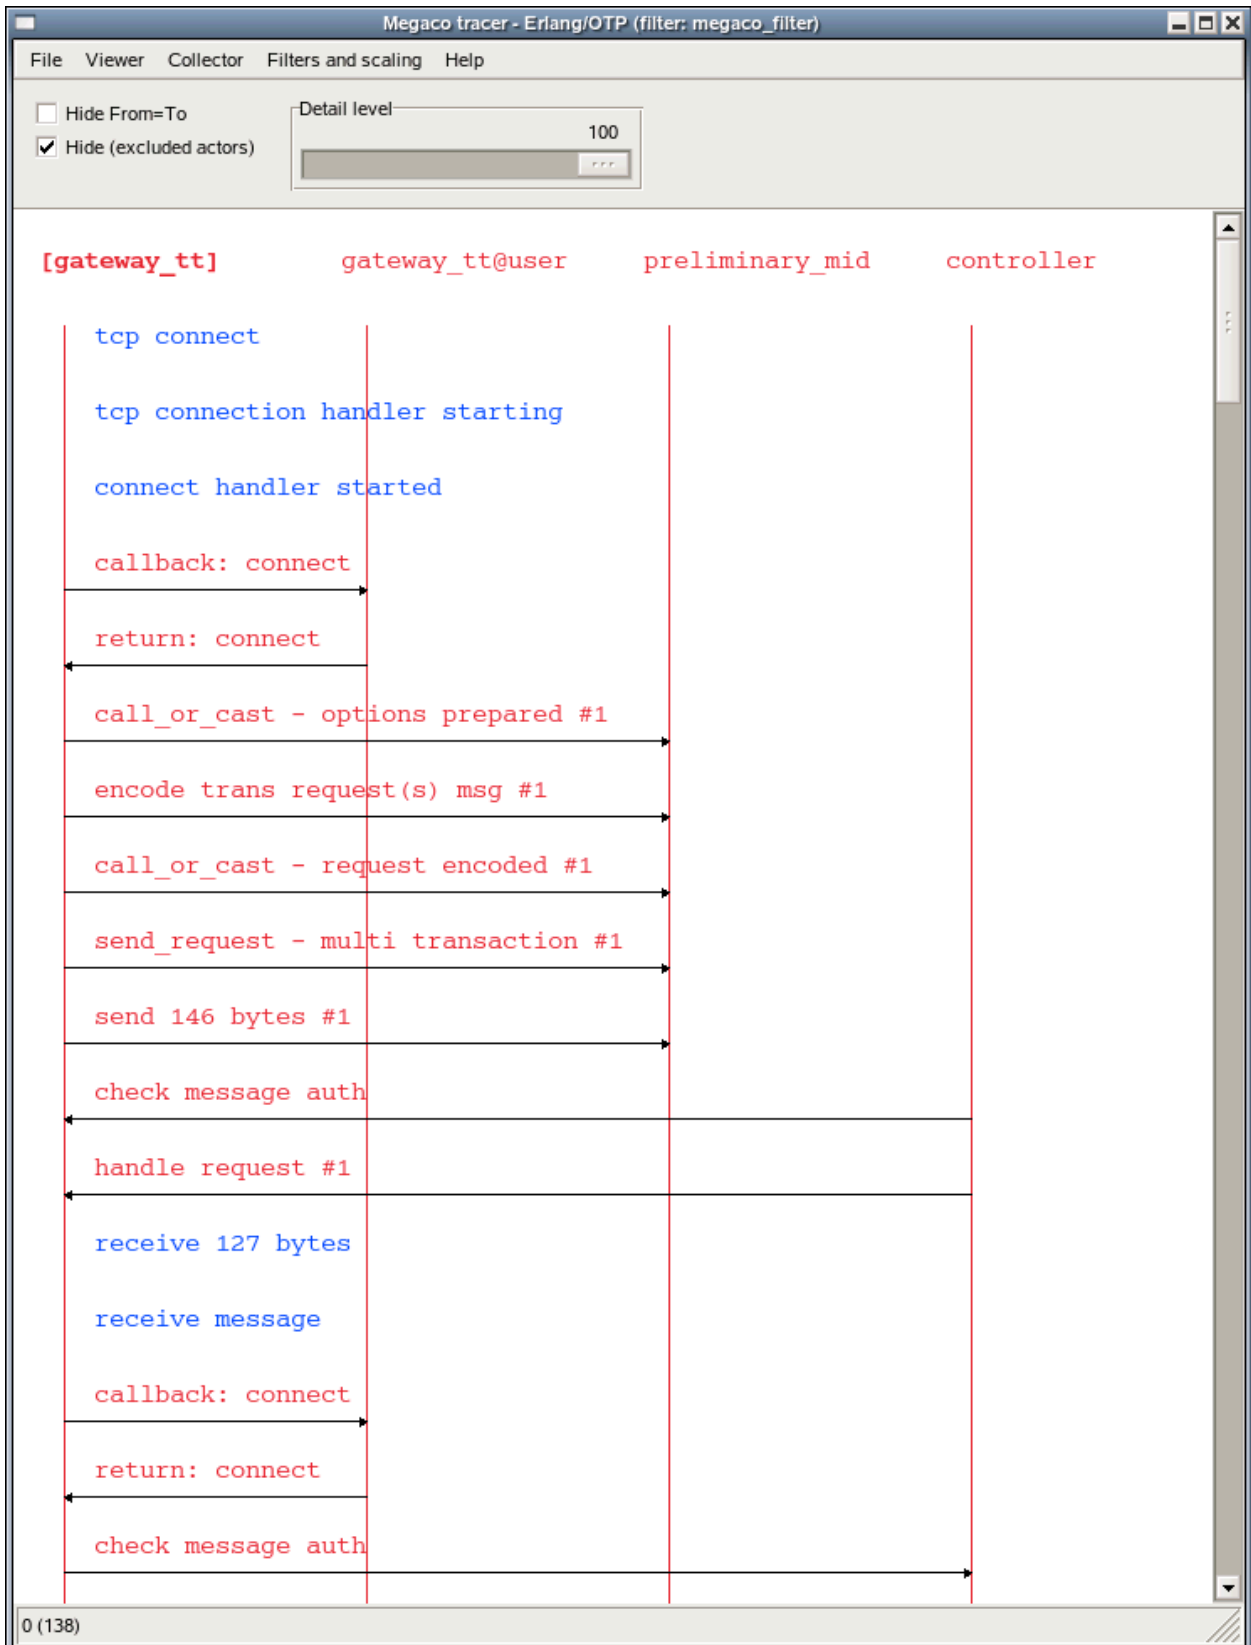 Megaco tracer - Erlang/OTP (filter: megaco_filter)
File Viewer Collector Filters and scaling Help
Hide From=To
Detail level
100
Hide (excluded actors)
[gateway_tt] gateway_tt@user preliminary_mid controller
tcp connect
tcp connection handler starting
connect handler started
callback: connect
return: connect
call_or_cast - options prepared #1
encode trans request(s) msg #1
call_or_cast - request encoded #1
send_request - multi transaction #1
send 146 bytes #1
check message auth
handle request #1
receive 127 bytes
receive message
callback: connect
return: connect
check message auth
0 (138)